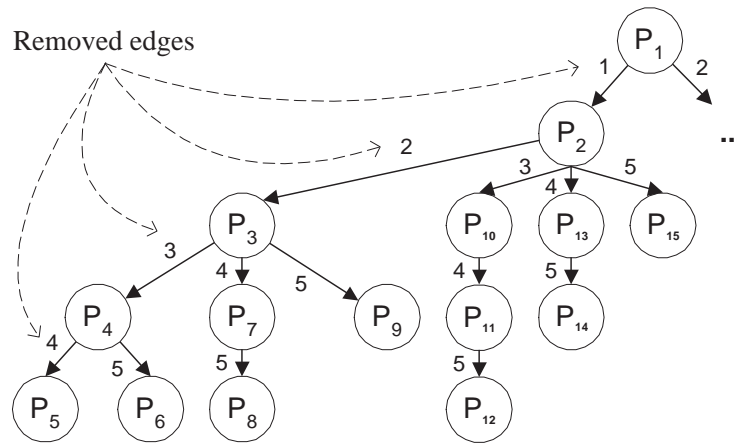 Removed edges
P1
1 2
P2
..
2 3 4 5
P3 P10 P13 P15
3 4 5 4 5
P4 P7 P9 P11 P14
4 5 5 5
P5 P6 P8 P12